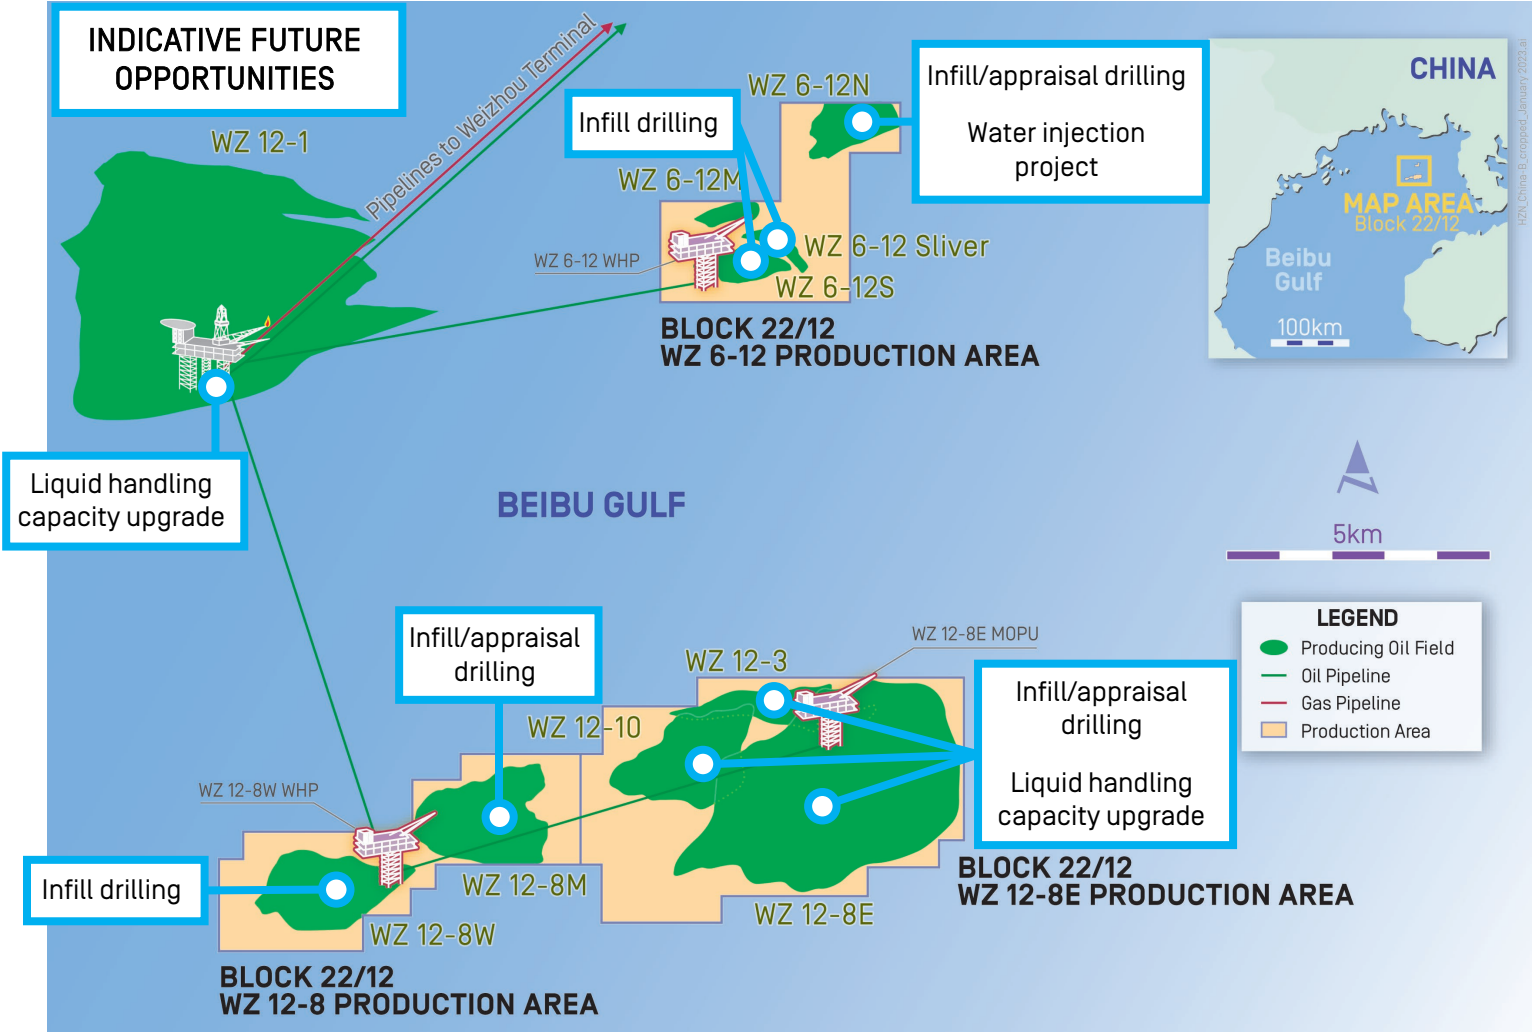 INDICATIVE FUTURE
OPPORTUNITIES
Pipelines to Weizhou Terminal
WZ 12-1
WZ 6-12N
Infill drilling
WZ 6-12M
Infill/appraisal drilling
Water injection
project
CHINA
MAP AREA
Block 22/12
Beibu
Gulf
100km
HZN_China-8_cropped_January 2023.ai
WZ 6-12 WHP
WZ 6-12 Sliver
WZ 6-12S
BLOCK 22/12
WZ 6-12 PRODUCTION AREA
Liquid handling
capacity upgrade
BEIBU GULF
5km
LEGEND
Producing Oil Field
Oil Pipeline
Gas Pipeline
Production Area
Infill/appraisal
drilling
WZ 12-8E MOPU
WZ 12-3
WZ 12-10
Infill/appraisal
drilling
Liquid handling
capacity upgrade
WZ 12-8W WHP
Infill drilling
WZ 12-8M
WZ 12-8W
WZ 12-8E
BLOCK 22/12
WZ 12-8E PRODUCTION AREA
BLOCK 22/12
WZ 12-8 PRODUCTION AREA